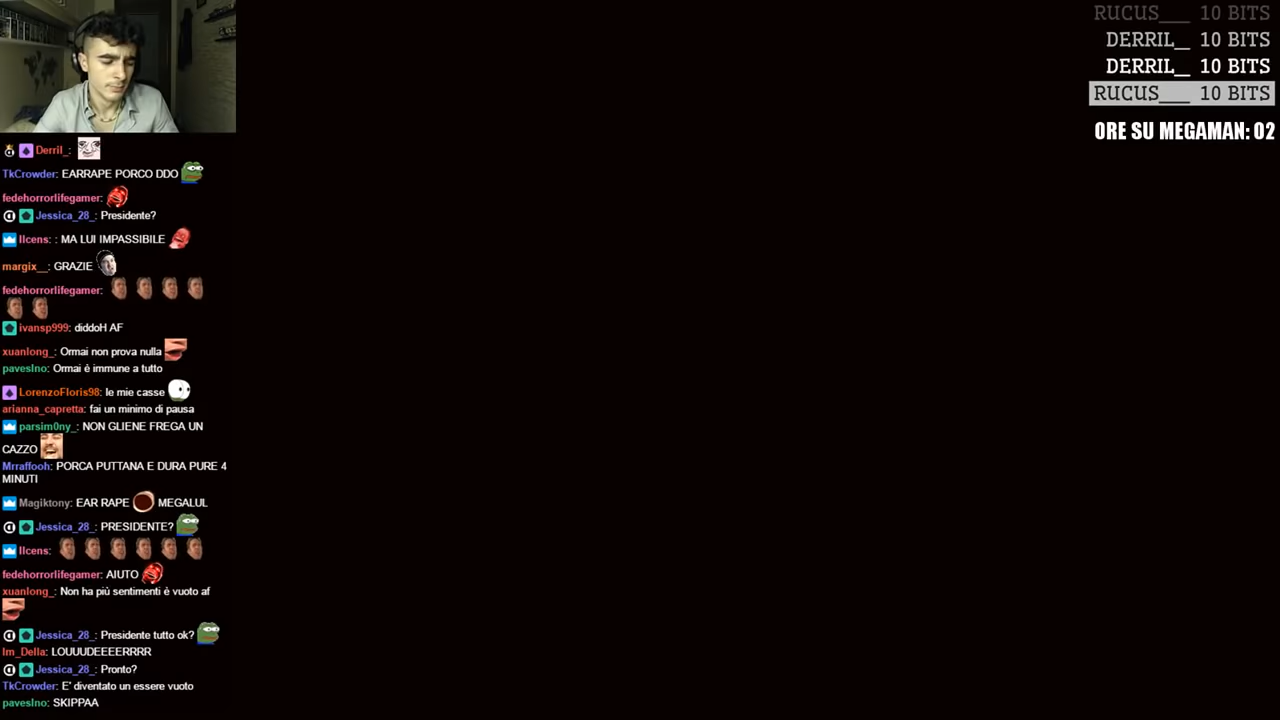 RUCUS___ 10 BITS
DERRIL_ 10 BITS
DERRIL_ 10 BITS
RUCUS___ 10 BITS
ORE SU MEGAMAN: 02
Derril_:
TkCrowder: EARRAPE PORCO DDO
fedehorrorlifegamer:
Jessica_28_: Presidente?
IIcens: : MA LUI IMPASSIBILE
margix__: GRAZIE
fedehorrorlifegamer:
ivansp999: diddoH AF
xuanlong_: Ormai non prova nulla
pavesIno: Ormai è immune a tutto
LorenzoFloris98: le mie casse
arianna_capretta: fai un minimo di pausa
parsim0ny_: NON GLIENE FREGA UN
CAZZO
Mrraffooh: PORCA PUTTANA E DURA PURE 4
MINUTI
Magiktony: EAR RAPE MEGALUL
Jessica_28_: PRESIDENTE?
IIcens:
fedehorrorlifegamer: AIUTO
xuanlong_: Non ha più sentimenti è vuoto af
Jessica_28_: Presidente tutto ok?
Im_Della: LOUUUDEEEERRRR
Jessica_28_: Pronto?
TkCrowder: E' diventato un essere vuoto
pavesIno: SKIPPAA